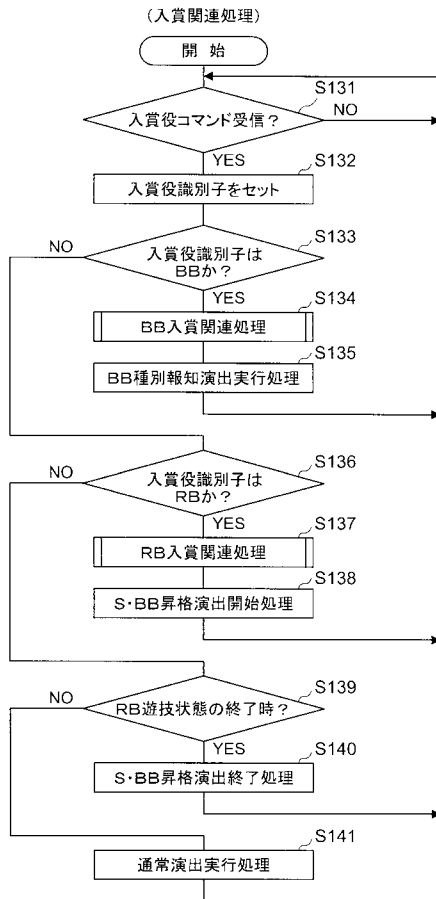 (入賞関連処理)
開 始
S131
入賞役コマンド受信?
NO
YES
S132
入賞役識別子をセット
S133
NO
入賞役識別子は
BBか?
YES
S134
BB入賞関連処理
S135
BB種別報知演出実行処理
S136
NO
入賞役識別子は
RBか?
YES
S137
RB入賞関連処理
S138
S・BB昇格演出開始処理
S139
NO
RB遊技状態の終了時?
YES
S140
S・BB昇格演出終了処理
S141
通常演出実行処理